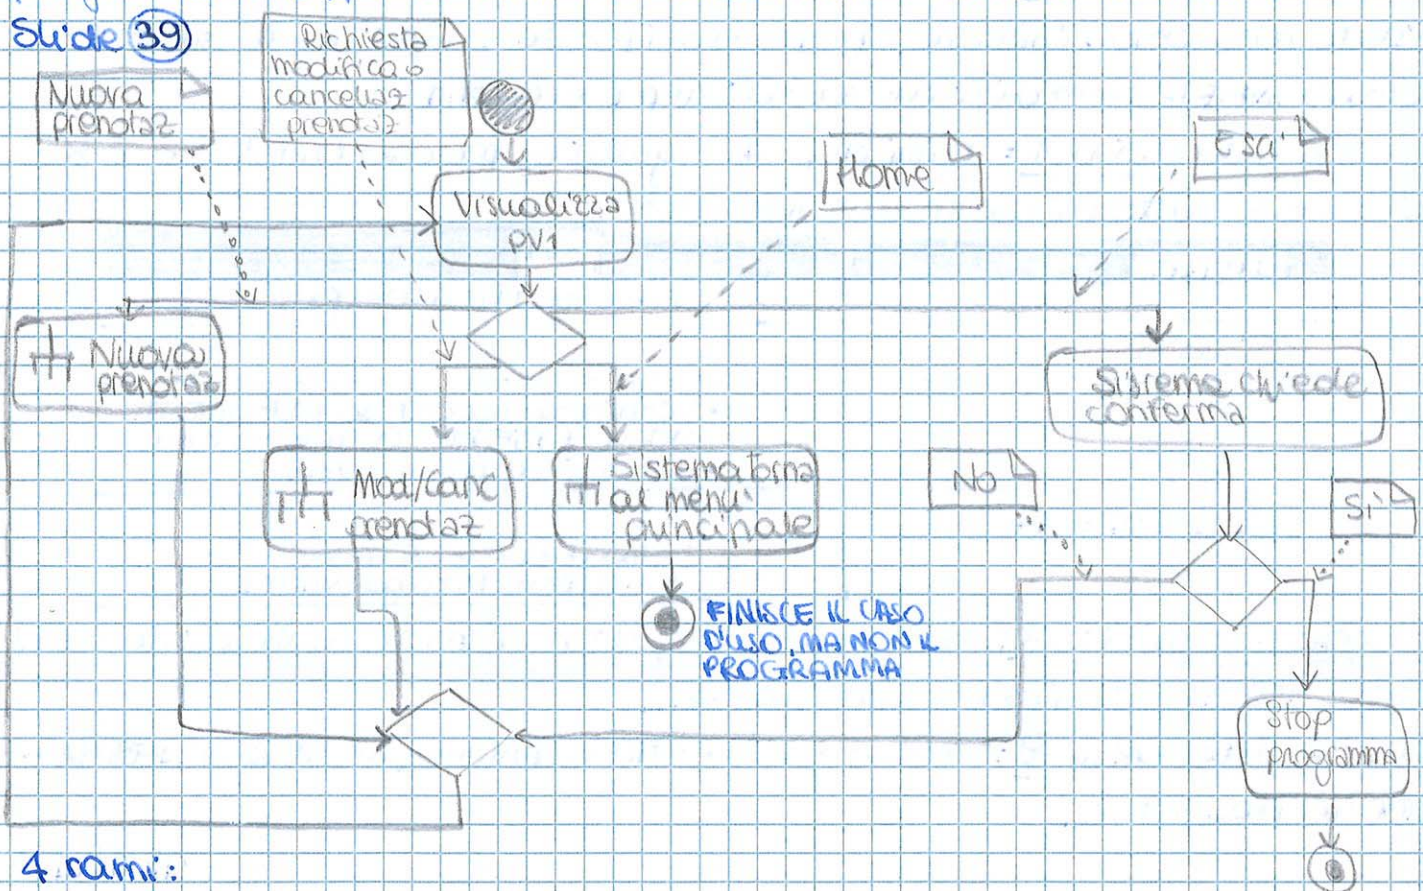 Slide 39
Nuova
prenotaz
Richiesta
modifica o
cancellaz
prenotaz
Home
Esci
Visualizza
PV1
Nuova
prenotaz
Sistema chiede
conferma
Mod/Canc
prenotaz
Sistema torna
al menu'
principale
No
Sì
FINISCE IL CASO
D'USO, MA NON IL
PROGRAMMA
Stop
programma
4 rami: